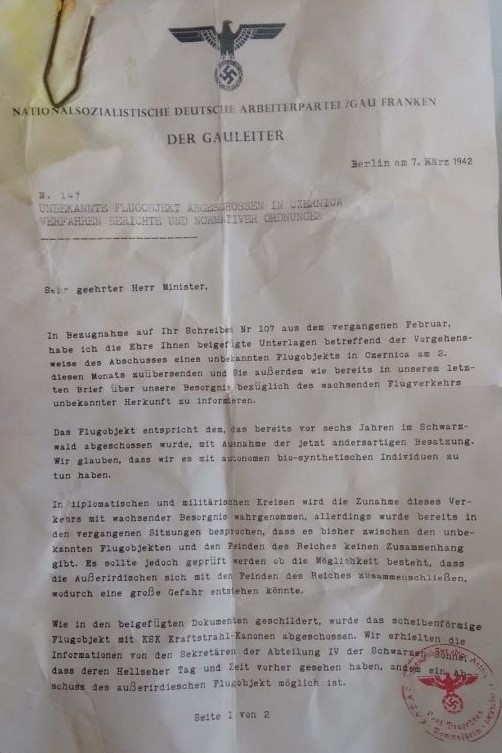 NATIONALSOZIALISTISCHE DEUTSCHE ARBEITERPARTEI /GAU FRANKEN
DER GAULEITER
Berlin am 7. März 1942
N. 147
UNBEKANNTE FLUGOBJEKT ABGESCHOSSEN IN CZERNICA
VERFAHREN BERICHTE UND NORMATIVER ORDNUNGEN
Sehr geehrter Herr Minister,
In Bezugnahme auf Ihr Schreiben Nr 107 aus dem vergangenen Februar,
habe ich die Ehre Ihnen beigefügte Unterlagen betreffend der Vorgehens-
weise des Abschusses eines unbekannten Flugobjekts in Czernica am 2.
diesen Monats zuübersenden und Sie außerdem wie bereits in unserem letz-
ten Brief über unsere Besorgnis bezüglich des wachsenden Flugverkehrs
unbekannter Herkunft zu informieren.
Das Flugobjekt entspricht dem, das bereits vor sechs Jahren im Schwarz-
wald abgeschossen wurde, mit Ausnahme der jetzt andersartigen Besatzung.
Wir glauben, dass wir es mit autonomen bio-synthetischen Individuen zu
tun haben.
In diplomatischen und militärischen Kreisen wird die Zunahme dieses Ver-
kehrs mit wachsender Besorgnis wahrgenommen, allerdings wurde bereits in
den vergangenen Sitzungen besprochen, dass es bisher zwischen den unbe-
kannten Flugobjekten und den Feinden des Reiches keinen Zusammenhang
gibt. Es sollte jedoch geprüft werden ob die Möglichkeit besteht, dass
die Außerirdischen sich mit den Feinden des Reiches zusammenschließen,
wodurch eine große Gefahr entstehen könnte.
Wie in den beigefügten Dokumenten geschildert, wurde das scheibenförmige
Flugobjekt mit KSK Kraftstrahl-Kanonen abgeschossen. Wir erhielten die
Informationen von den Sekretären der Abteilung IV der Schwarzen Sonne,
dass deren Hellseher Tag und Zeit vorher gesehen haben, andem ein Ab
schuss des außerirdieschen Flugobjekt möglich ist.
Seite 1 von 2